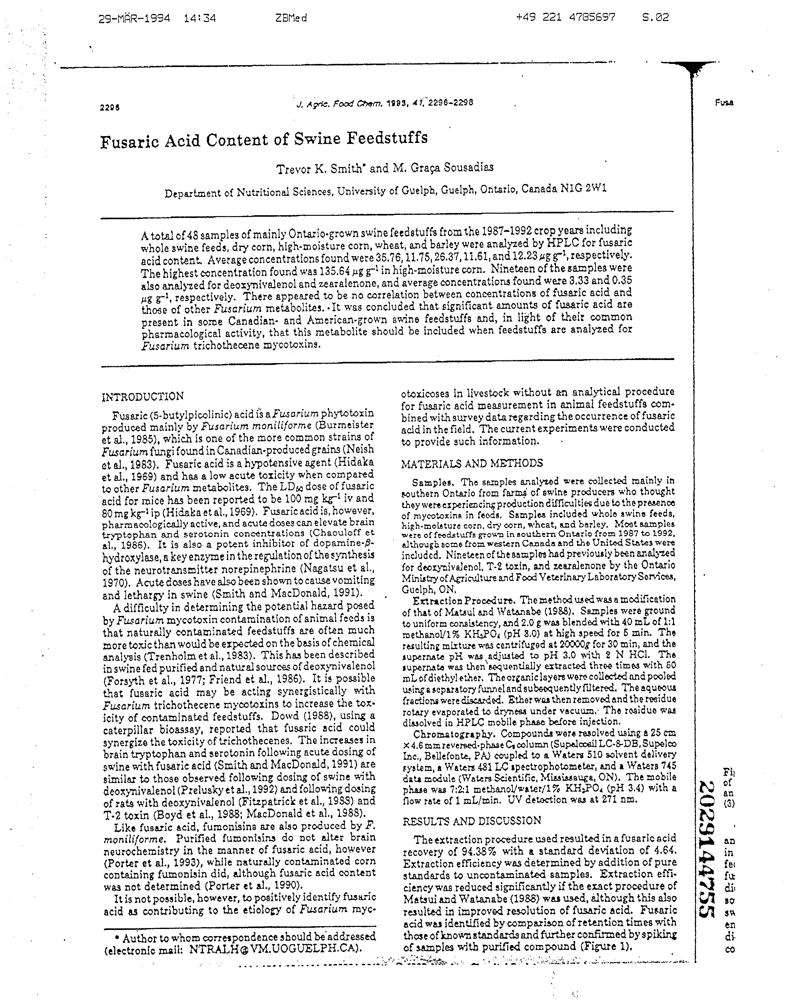 29-MÄR-1994 14:34 ZBMed +49 221 4785697 S.02
2296
J. Agric. Food Chem. 1993, 41, 2296-2298
Fusa
Fusaric Acid Content of Swine Feedstuffs
Trevor K. Smith* and M. Graça Sousadias
Department of Nutritional Sciences, University of Guelph, Guelph, Ontario, Canada N1G 2W1
A total of 48 samples of mainly Ontario-grown swine feedstuffs from the 1987-1992 crop years including
whole swine feeds, dry corn, high-moisture corn, wheat, and barley were analyzed by HPLC for fusaric
acid content. Average concentrations found were 35.76, 11.75, 26.37, 11.61, and 12.23 µg g⁻¹, respectively.
The highest concentration found was 135.64 µg g⁻¹ in high-moisture corn. Nineteen of the samples were
also analyzed for deoxynivalenol and zearalenone, and average concentrations found were 3.33 and 0.35
µg g⁻¹, respectively. There appeared to be no correlation between concentrations of fusaric acid and
those of other Fusarium metabolites. It was concluded that significant amounts of fusaric acid are
present in some Canadian- and American-grown swine feedstuffs and, in light of their common
pharmacological activity, that this metabolite should be included when feedstuffs are analyzed for
Fusarium trichothecene mycotoxins.
INTRODUCTION
Fusaric (5-butylpicolinic) acid is a Fusarium phytotoxin
produced mainly by Fusarium moniliforme (Burmeister
et al., 1985), which is one of the more common strains of
Fusarium fungi found in Canadian-produced grains (Neish
et al., 1983). Fusaric acid is a hypotensive agent (Hidaka
et al., 1969) and has a low acute toxicity when compared
to other Fusarium metabolites. The LD₅₀ dose of fusaric
acid for mice has been reported to be 100 mg kg⁻¹ iv and
80 mg kg⁻¹ ip (Hidaka et al., 1969). Fusaric acid is, however,
pharmacologically active, and acute doses can elevate brain
tryptophan and serotonin concentrations (Chaouloff et
al., 1986). It is also a potent inhibitor of dopamine-β-
hydroxylase, a key enzyme in the regulation of the synthesis
of the neurotransmitter norepinephrine (Nagatsu et al.,
1970). Acute doses have also been shown to cause vomiting
and lethargy in swine (Smith and MacDonald, 1991).
A difficulty in determining the potential hazard posed
by Fusarium mycotoxin contamination of animal feeds is
that naturally contaminated feedstuffs are often much
more toxic than would be expected on the basis of chemical
analysis (Trenholm et al., 1983). This has been described
in swine fed purified and natural sources of deoxynivalenol
(Forsyth et al., 1977; Friend et al., 1986). It is possible
that fusaric acid may be acting synergistically with
Fusarium trichothecene mycotoxins to increase the tox-
icity of contaminated feedstuffs. Dowd (1988), using a
caterpillar bioassay, reported that fusaric acid could
synergize the toxicity of trichothecenes. The increases in
brain tryptophan and serotonin following acute dosing of
swine with fusaric acid (Smith and MacDonald, 1991) are
similar to those observed following dosing of swine with
deoxynivalenol (Prelusky et al., 1992) and following dosing
of rats with deoxynivalenol (Fitzpatrick et al., 1988) and
T-2 toxin (Boyd et al., 1988; MacDonald et al., 1988).
Like fusaric acid, fumonisins are also produced by F.
moniliforme. Purified fumonisins do not alter brain
neurochemistry in the manner of fusaric acid, however
(Porter et al., 1993), while naturally contaminated corn
containing fumonisin did, although fusaric acid content
was not determined (Porter et al., 1990).
It is not possible, however, to positively identify fusaric
acid as contributing to the etiology of Fusarium myc-
* Author to whom correspondence should be addressed
(electronic mail: NTRALH@VM.UOGUELPH.CA).
otoxicoses in livestock without an analytical procedure
for fusaric acid measurement in animal feedstuffs com-
bined with survey data regarding the occurrence of fusaric
acid in the field. The current experiments were conducted
to provide such information.
MATERIALS AND METHODS
Samples. The samples analyzed were collected mainly in
southern Ontario from farms of swine producers who thought
they were experiencing production difficulties due to the presence
of mycotoxins in feeds. Samples included whole swine feeds,
high-moisture corn, dry corn, wheat, and barley. Most samples
were of feedstuffs grown in southern Ontario from 1987 to 1992,
although some from western Canada and the United States were
included. Nineteen of the samples had previously been analyzed
for deoxynivalenol, T-2 toxin, and zearalenone by the Ontario
Ministry of Agriculture and Food Veterinary Laboratory Services,
Guelph, ON.
Extraction Procedure. The method used was a modification
of that of Matsui and Watanabe (1988). Samples were ground
to uniform consistency, and 2.0 g was blended with 40 mL of 1:1
methanol/1% KH₂PO₄ (pH 3.0) at high speed for 5 min. The
resulting mixture was centrifuged at 20000g for 30 min, and the
supernate pH was adjusted to pH 3.0 with 2 N HCl. The
supernate was then sequentially extracted three times with 50
mL of diethyl ether. The organic layers were collected and pooled
using a separatory funnel and subsequently filtered. The aqueous
fractions were discarded. Ether was then removed and the residue
rotary evaporated to dryness under vacuum. The residue was
dissolved in HPLC mobile phase before injection.
Chromatography. Compounds were resolved using a 25 cm
× 4.6 mm reversed-phase C₈ column (Supelcosil LC-8-DB, Supelco
Inc., Bellefonte, PA) coupled to a Waters 510 solvent delivery
system, a Waters 481 LC spectrophotometer, and a Waters 745
data module (Waters Scientific, Mississauga, ON). The mobile
phase was 7:2:1 methanol/water/1% KH₂PO₄ (pH 3.4) with a
flow rate of 1 mL/min. UV detection was at 271 nm.
RESULTS AND DISCUSSION
The extraction procedure used resulted in a fusaric acid
recovery of 94.38% with a standard deviation of 4.64.
Extraction efficiency was determined by addition of pure
standards to uncontaminated samples. Extraction effi-
ciency was reduced significantly if the exact procedure of
Matsui and Watanabe (1988) was used, although this also
resulted in improved resolution of fusaric acid. Fusaric
acid was identified by comparison of retention times with
those of known standards and further confirmed by spiking
of samples with purified compound (Figure 1).
of
an
(3)
an
in
fe
fu
di
so
sw
en
di
co
2029144755